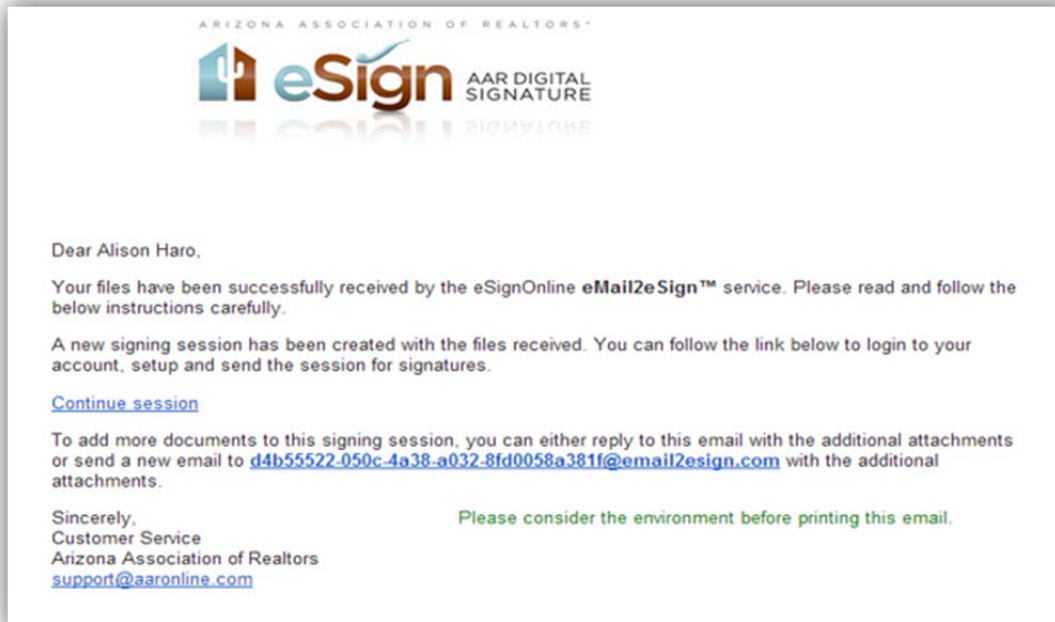 ARIZONA ASSOCIATION OF REALTORS®
eSign AAR DIGITAL
SIGNATURE
Dear Alison Haro,
Your files have been successfully received by the eSignOnline eMail2eSign™ service. Please read and follow the
below instructions carefully.
A new signing session has been created with the files received. You can follow the link below to login to your
account, setup and send the session for signatures.
Continue session
To add more documents to this signing session, you can either reply to this email with the additional attachments
or send a new email to d4b55522-050c-4a38-a032-8fd0058a381f@email2esign.com with the additional
attachments.
Sincerely,
Please consider the environment before printing this email.
Customer Service
Arizona Association of Realtors
support@aaronline.com